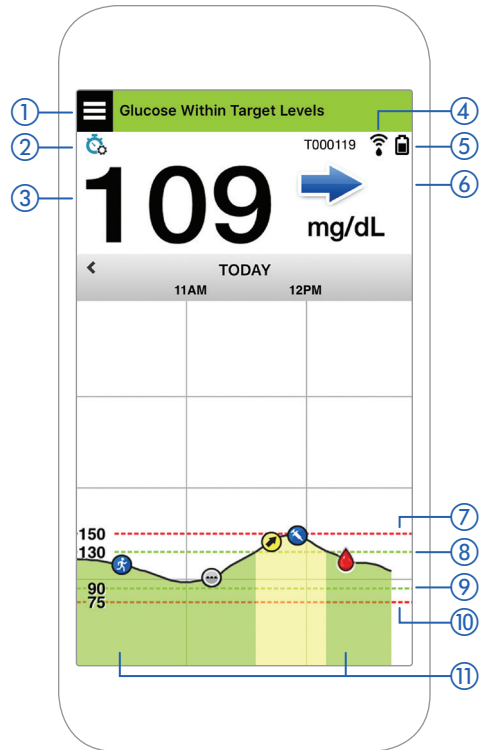 ① Glucose Within Target Levels ④
② T000119 ⑤
③ 109 mg/dL ⑥
TODAY
11AM 12PM
150 ⑦
130 ⑧
90 ⑨
75 ⑩
⑪